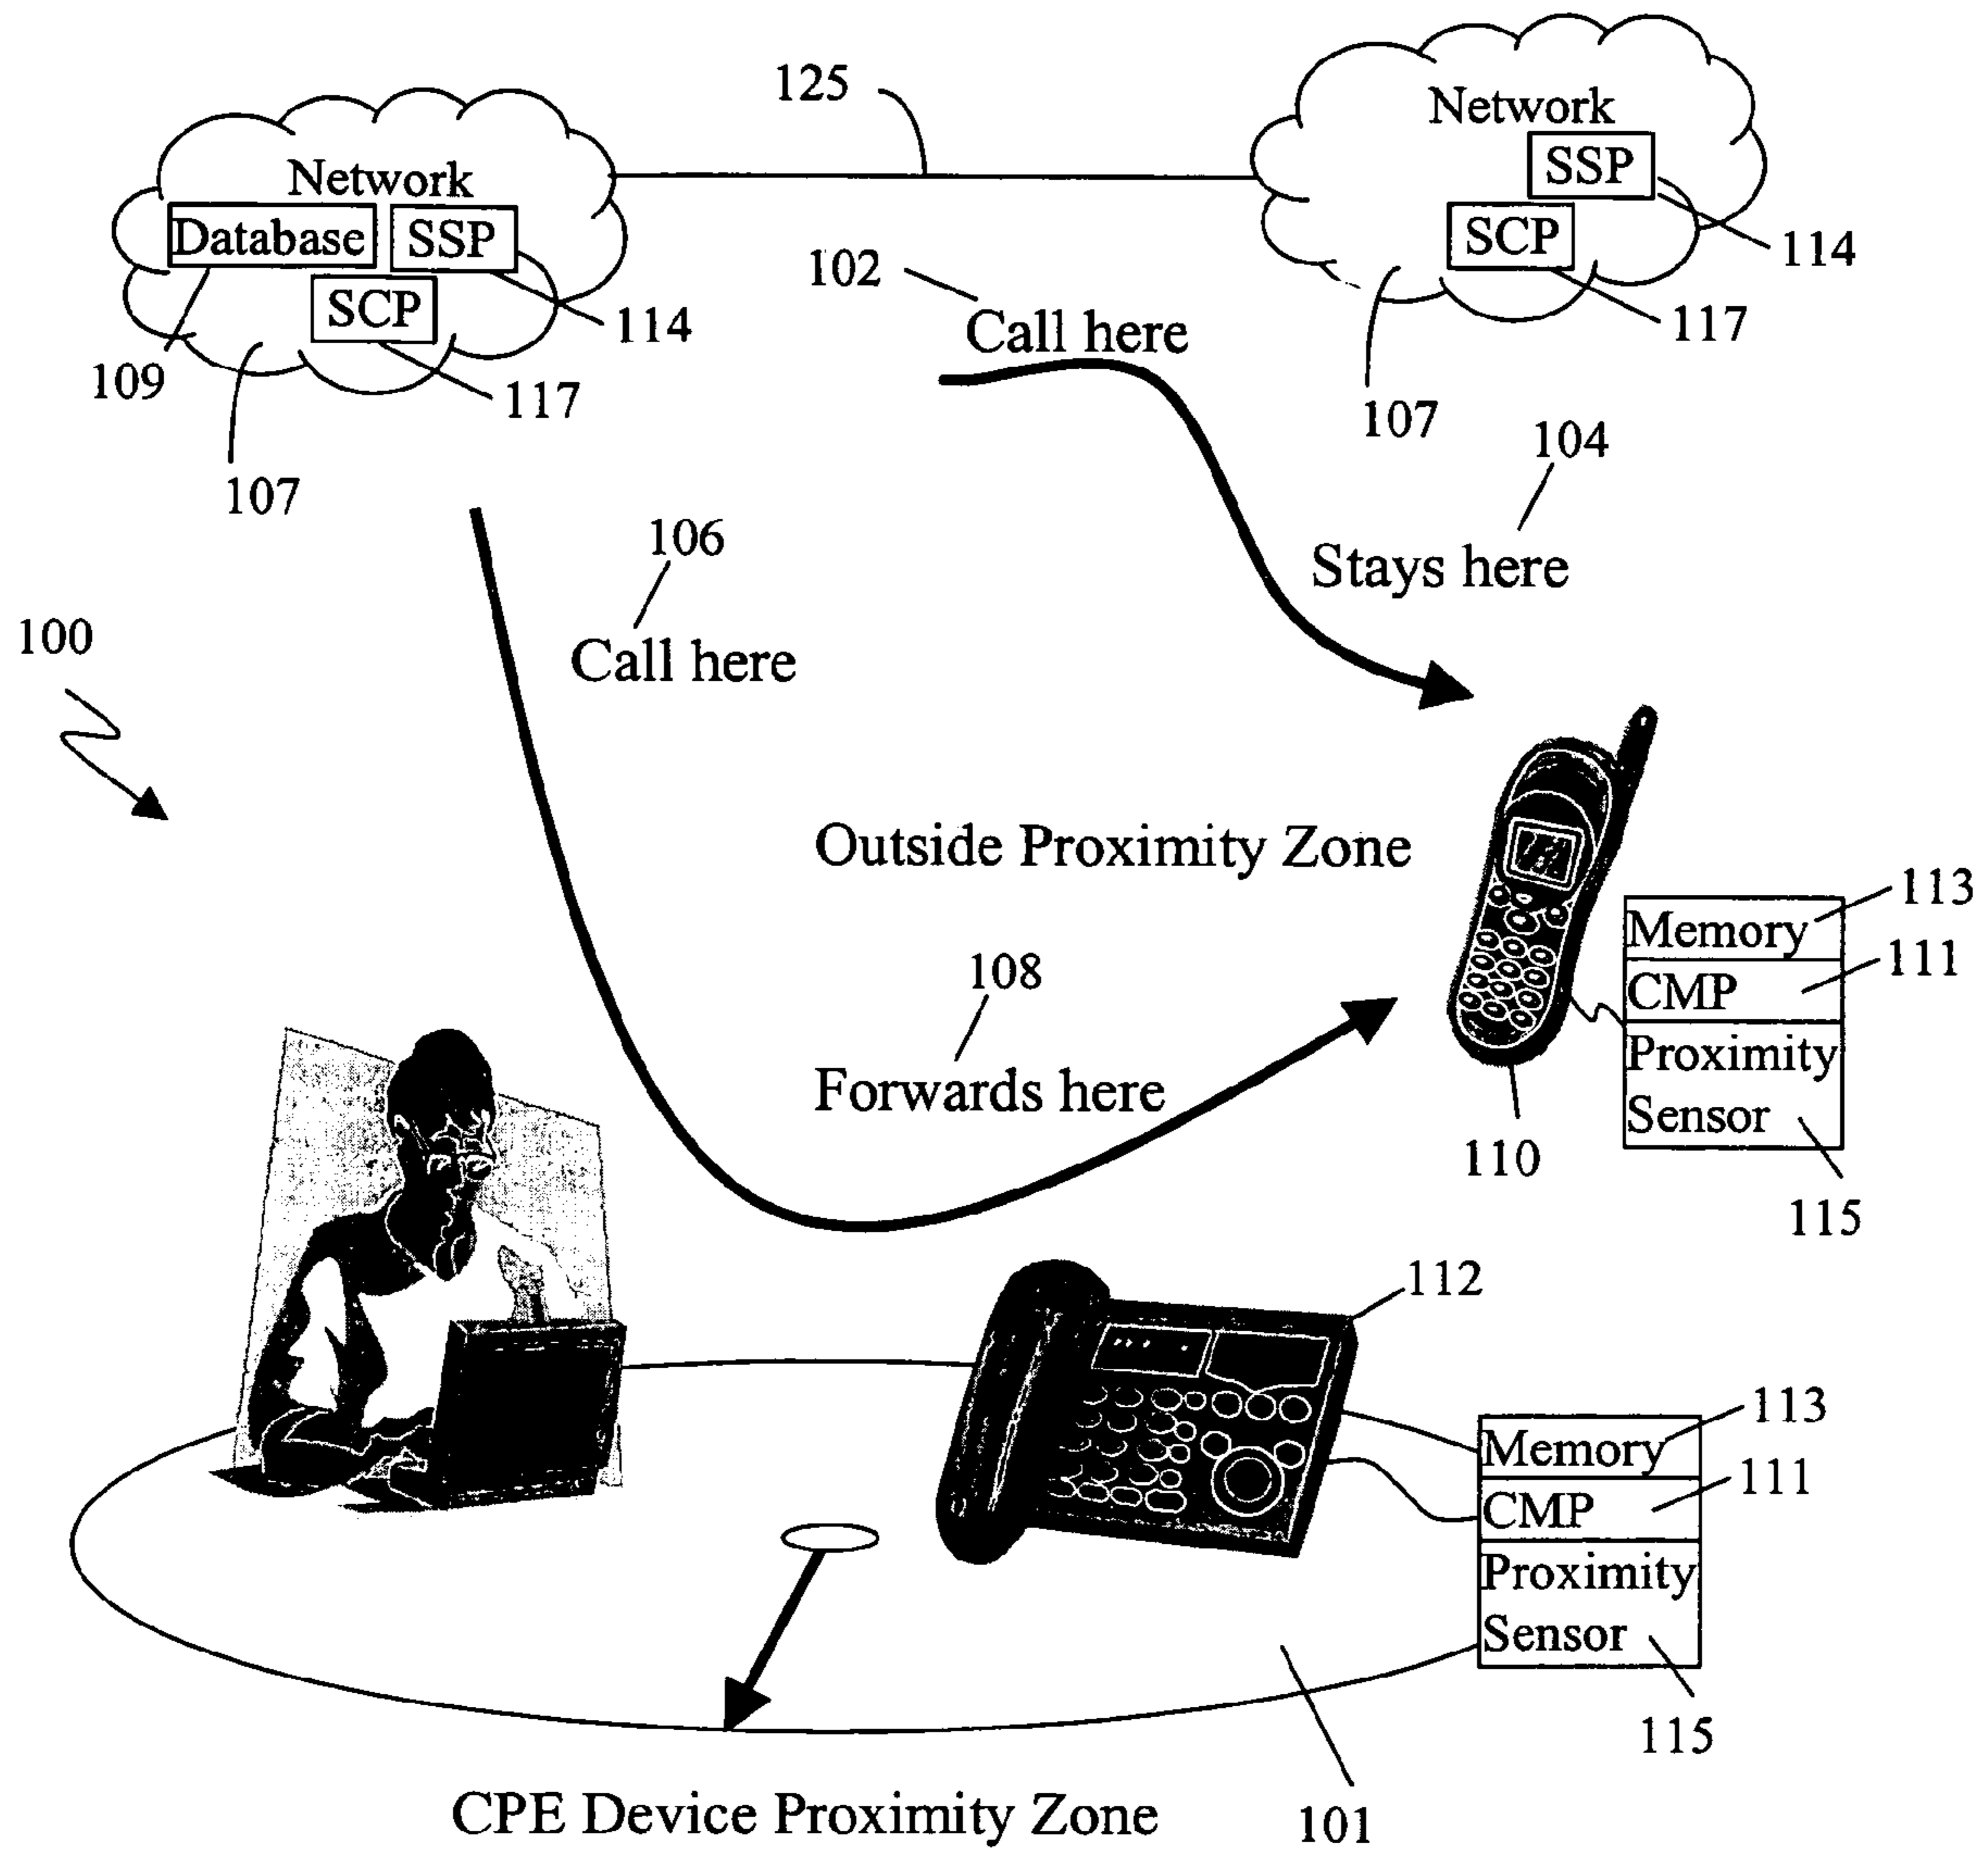 125
Network
SSP
SCP
114
117
107
Network
Database
SSP
SCP
114
109
117
107
102
Call here
104
Stays here
106
Call here
100
Outside Proximity Zone
108
Forwards here
Memory
CMP
Proximity
Sensor
113
111
110
115
112
Memory
CMP
Proximity
Sensor
113
111
115
CPE Device Proximity Zone
101